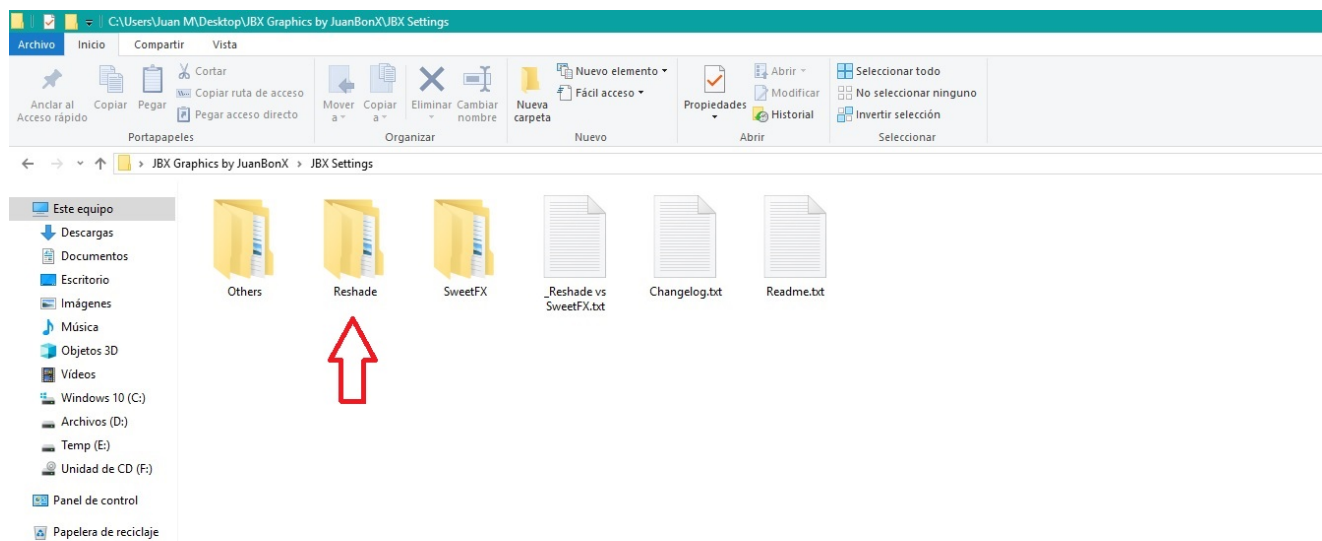 C:\Users\Juan M\Desktop\JBX Graphics by JuanBonX\JBX Settings
Archivo Inicio Compartir Vista
Anclar al
Acceso rápido
Copiar
Pegar
Cortar
Copiar ruta de acceso
Pegar acceso directo
Portapapeles
Mover
a
Copiar
a
Eliminar
Cambiar
nombre
Organizar
Nueva
carpeta
Nuevo elemento
Fácil acceso
Nuevo
Propiedades
Abrir
Modificar
Historial
Abrir
Seleccionar todo
No seleccionar ninguno
Invertir selección
Seleccionar
JBX Graphics by JuanBonX > JBX Settings
Este equipo
Descargas
Documentos
Escritorio
Imágenes
Música
Objetos 3D
Vídeos
Windows 10 (C:)
Archivos (D:)
Temp (E:)
Unidad de CD (F:)
Panel de control
Papelera de reciclaje
Others
Reshade
SweetFX
_Reshade vs
SweetFX.txt
Changelog.txt
Readme.txt